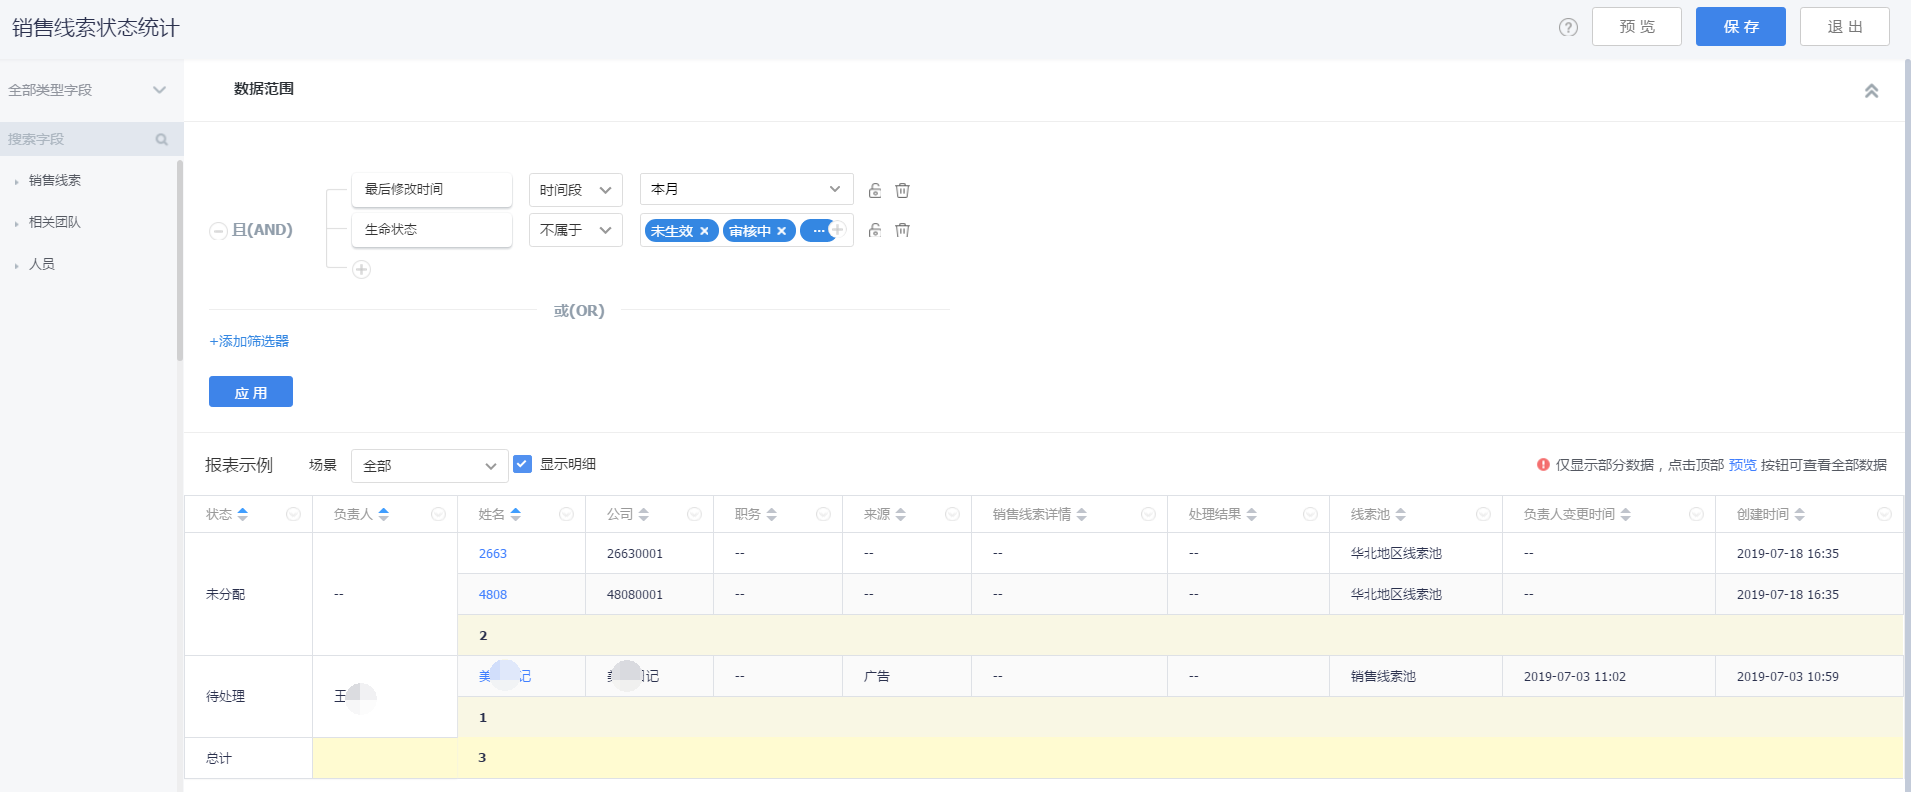 销售线索状态统计
? 预 览 保 存 退 出
全部类型字段
搜索字段
销售线索
相关团队
人员
数据范围
且(AND)
最后修改时间 时间段 本月
生命状态 不属于 未生效 × 审核中 × ...
或(OR)
+添加筛选器
应 用
报表示例 场景 全部 显示明细 仅显示部分数据，点击顶部 预览 按钮可查看全部数据
状态 负责人 姓名 公司 职务 来源 销售线索详情 处理结果 线索池 负责人变更时间 创建时间
未分配 -- 2663 26630001 -- -- -- -- 华北地区线索池 -- 2019-07-18 16:35
4808 48080001 -- -- -- -- 华北地区线索池 -- 2019-07-18 16:35
2
待处理 王 美 记 记 -- 广告 -- -- 销售线索池 2019-07-03 11:02 2019-07-03 10:59
1
总计 3